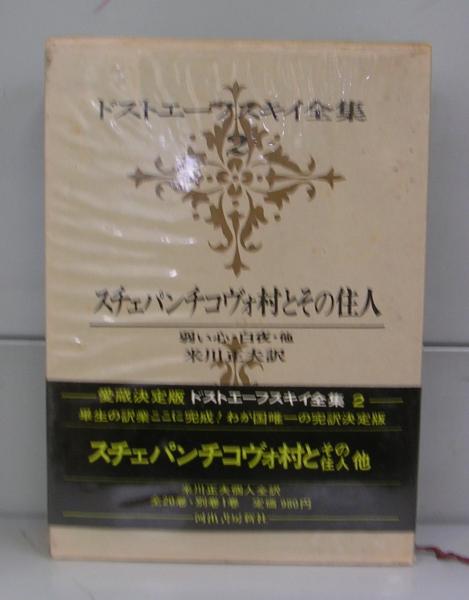 ドストエーフスキイ全集
2
スチェパンチコヴォ村とその住人
弱い心・白夜・他
米川正夫訳
愛蔵決定版 ドストエーフスキイ全集 2
畢生の訳業ここに完成!わが国唯一の完訳決定版
スチェパンチコヴォ村とその住人 他
米川正夫個人全訳
全20巻・別巻1巻 定価 980円
河出書房新社